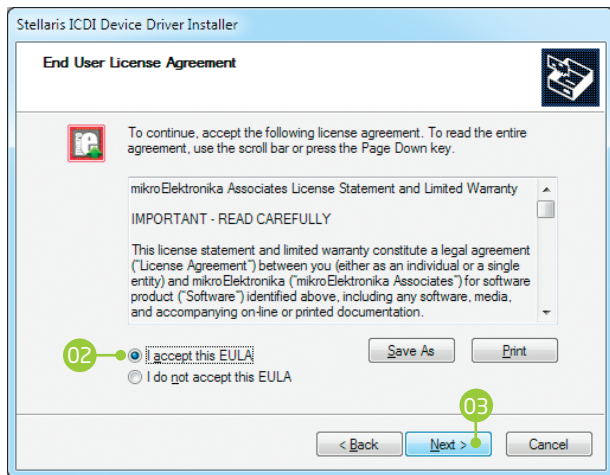 Stellaris ICDI Device Driver Installer
End User License Agreement
To continue, accept the following license agreement. To read the entire
agreement, use the scroll bar or press the Page Down key.
mikroElektronika Associates License Statement and Limited Warranty
IMPORTANT - READ CAREFULLY
This license statement and limited warranty constitute a legal agreement
("License Agreement") between you (either as an individual or a single
entity) and mikroElektronika ("mikroElektronika Associates") for software
product ("Software") identified above, including any software, media,
and accompanying on-line or printed documentation.
02 I accept this EULA
Save As Print
I do not accept this EULA
03
< Back Next > Cancel